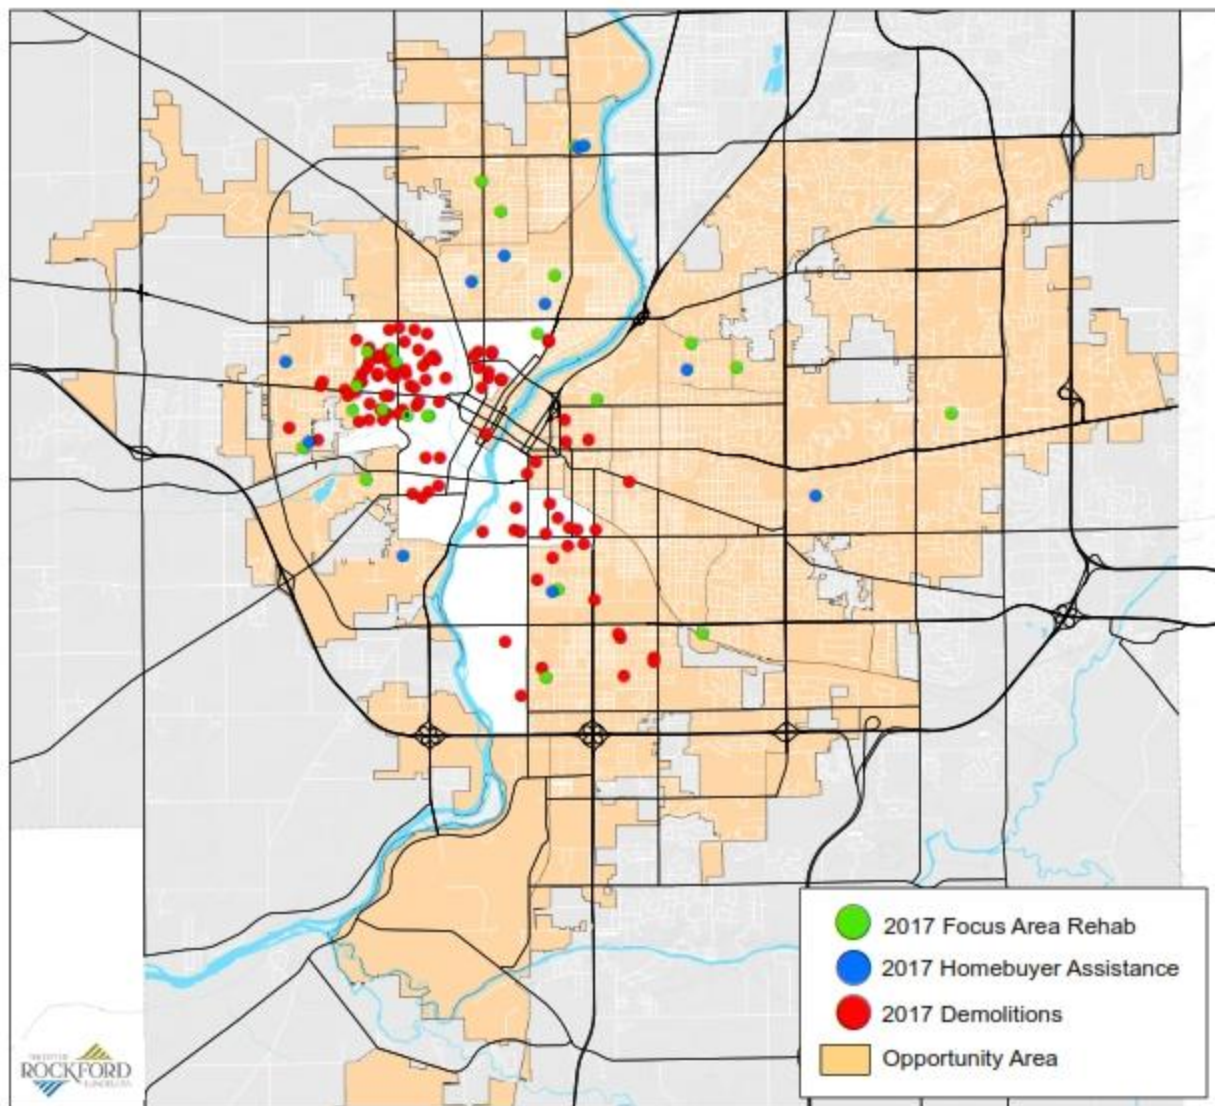 2017 Focus Area Rehab
2017 Homebuyer Assistance
2017 Demolitions
Opportunity Area
ROCKFORD